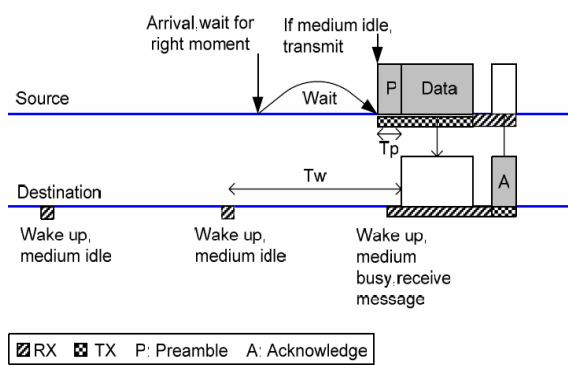 Arrival,wait for
right moment
If medium idle,
transmit
P
Data
Source
Wait
Tp
Tw
Destination
A
Wake up,
medium idle
Wake up,
medium idle
Wake up,
medium
busy,receive
message
RX
TX
P: Preamble
A: Acknowledge